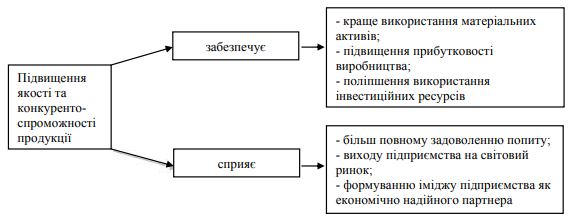 Підвищення
якості та
конкуренто-
спроможності
продукції
забезпечує
- краще використання матеріальних
активів;
- підвищення прибутковості
виробництва;
- поліпшення використання
інвестиційних ресурсів
сприяє
- більш повному задоволенню попиту;
- виходу підприємства на світовий
ринок;
- формуванню іміджу підприємства як
економічно надійного партнера